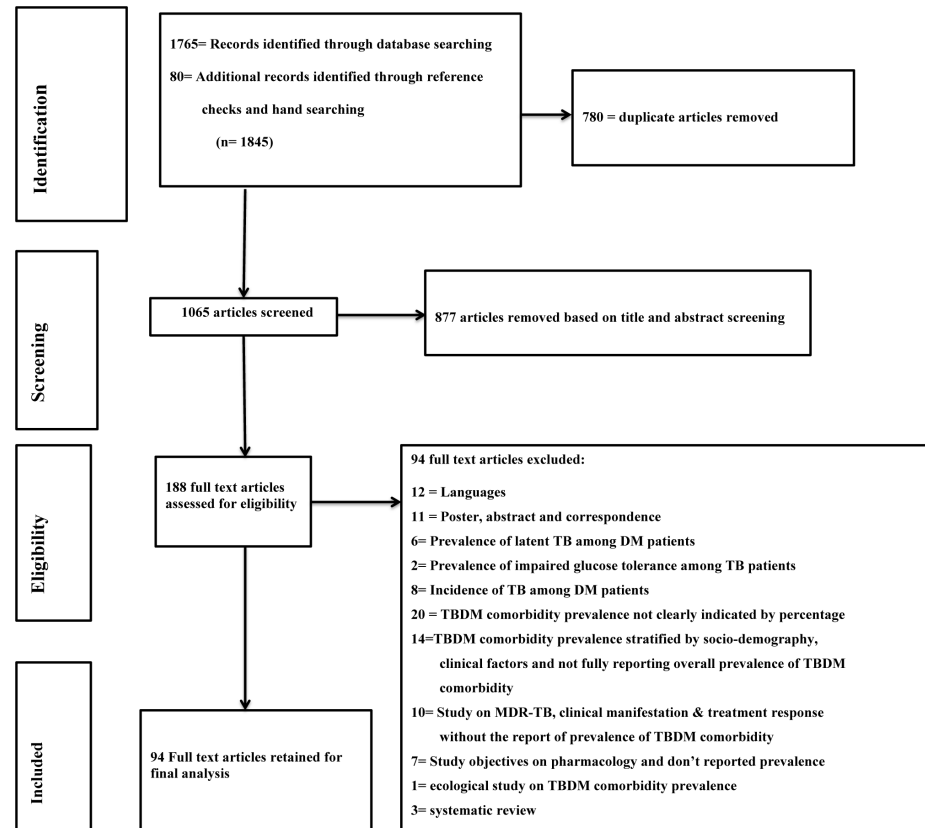 Identification
1765= Records identified through database searching
80= Additional records identified through reference
checks and hand searching
(n= 1845)
780 = duplicate articles removed
Screening
1065 articles screened
877 articles removed based on title and abstract screening
Eligibility
188 full text articles
assessed for eligibility
94 full text articles excluded:
12 = Languages
11 = Poster, abstract and correspondence
6= Prevalence of latent TB among DM patients
2= Prevalence of impaired glucose tolerance among TB patients
8= Incidence of TB among DM patients
20 = TBDM comorbidity prevalence not clearly indicated by percentage
14=TBDM comorbidity prevalence stratified by socio-demography,
clinical factors and not fully reporting overall prevalence of TBDM
comorbidity
10= Study on MDR-TB, clinical manifestation & treatment response
without the report of prevalence of TBDM comorbidity
7= Study objectives on pharmacology and don't reported prevalence
1= ecological study on TBDM comorbidity prevalence
3= systematic review
Included
94 Full text articles retained for
final analysis